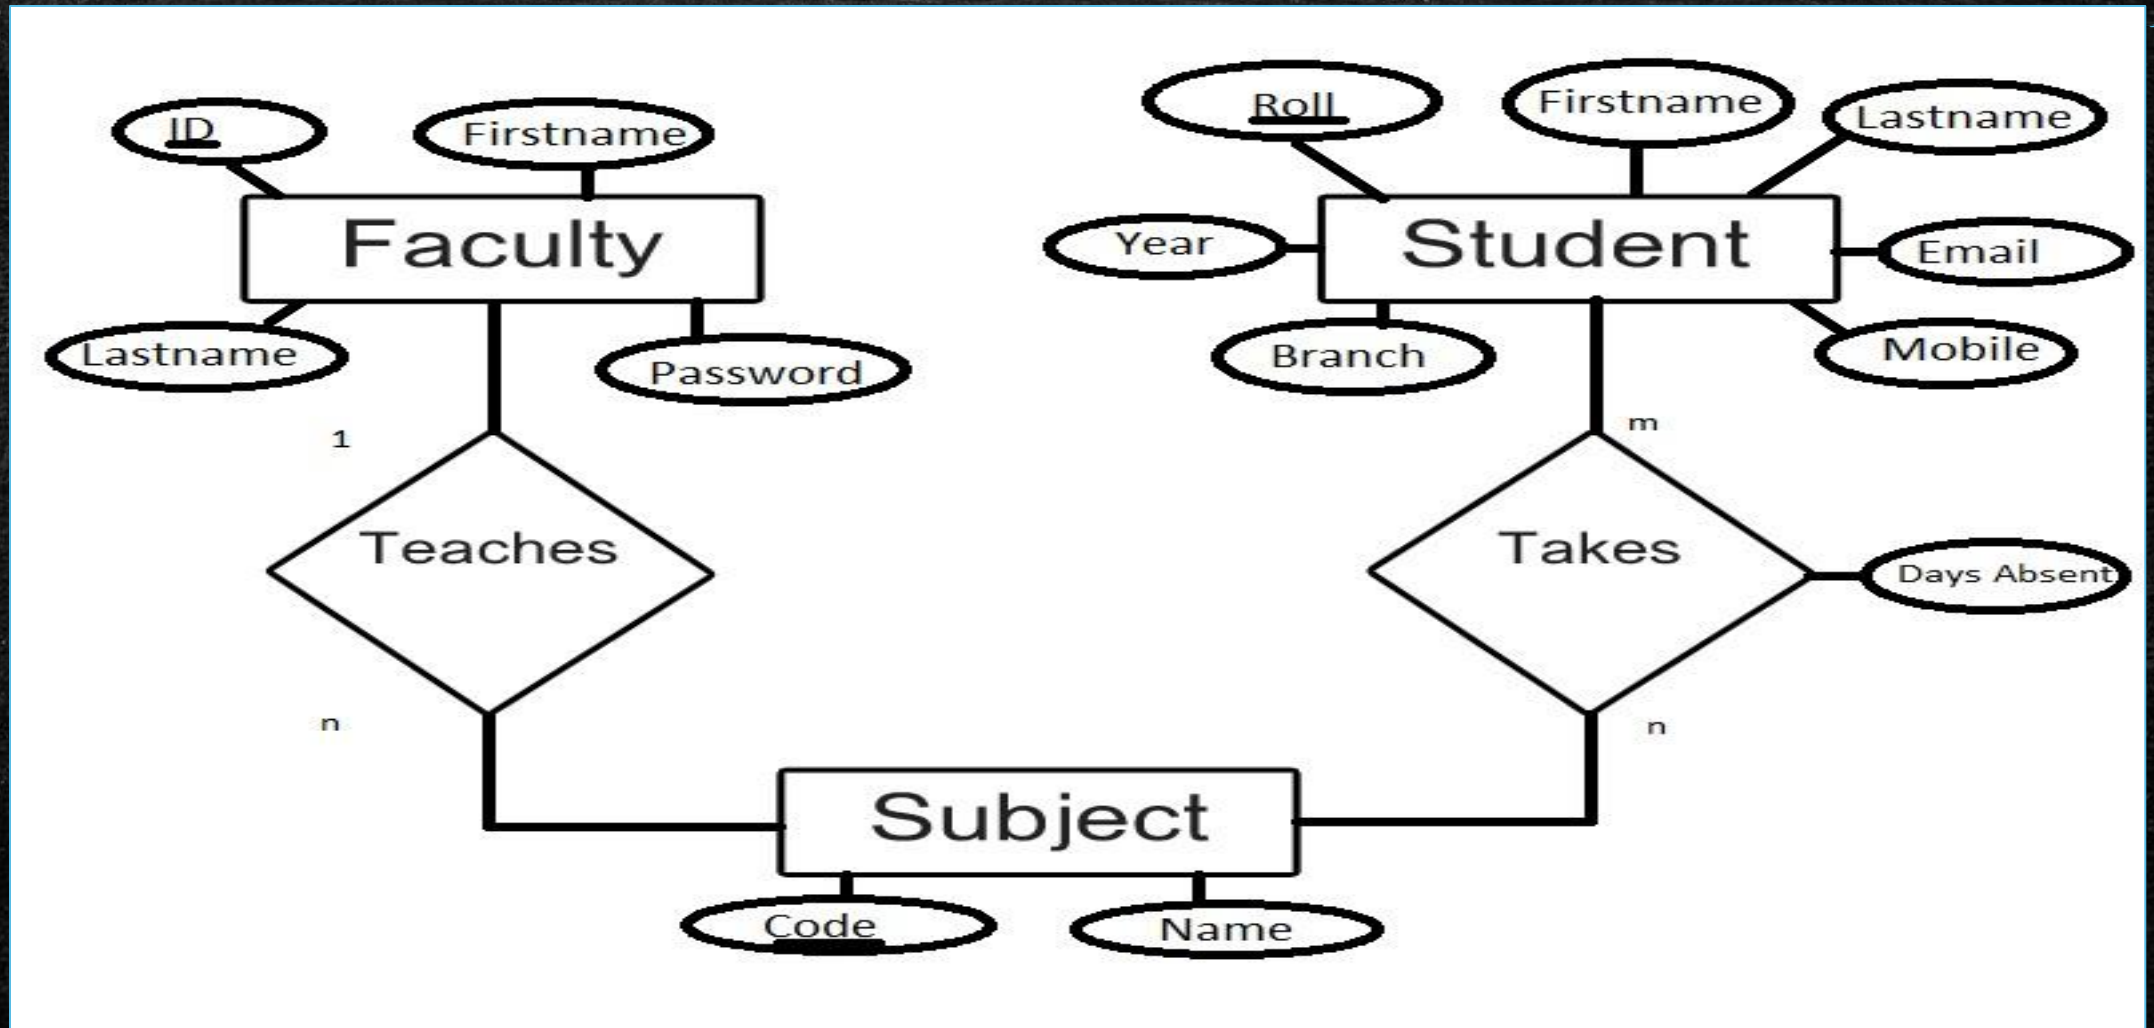 ID
Firstname
Faculty
Lastname
Password
1
Teaches
n
Roll
Firstname
Lastname
Year
Student
Email
Branch
Mobile
m
Takes
Days Absent
n
Subject
Code
Name